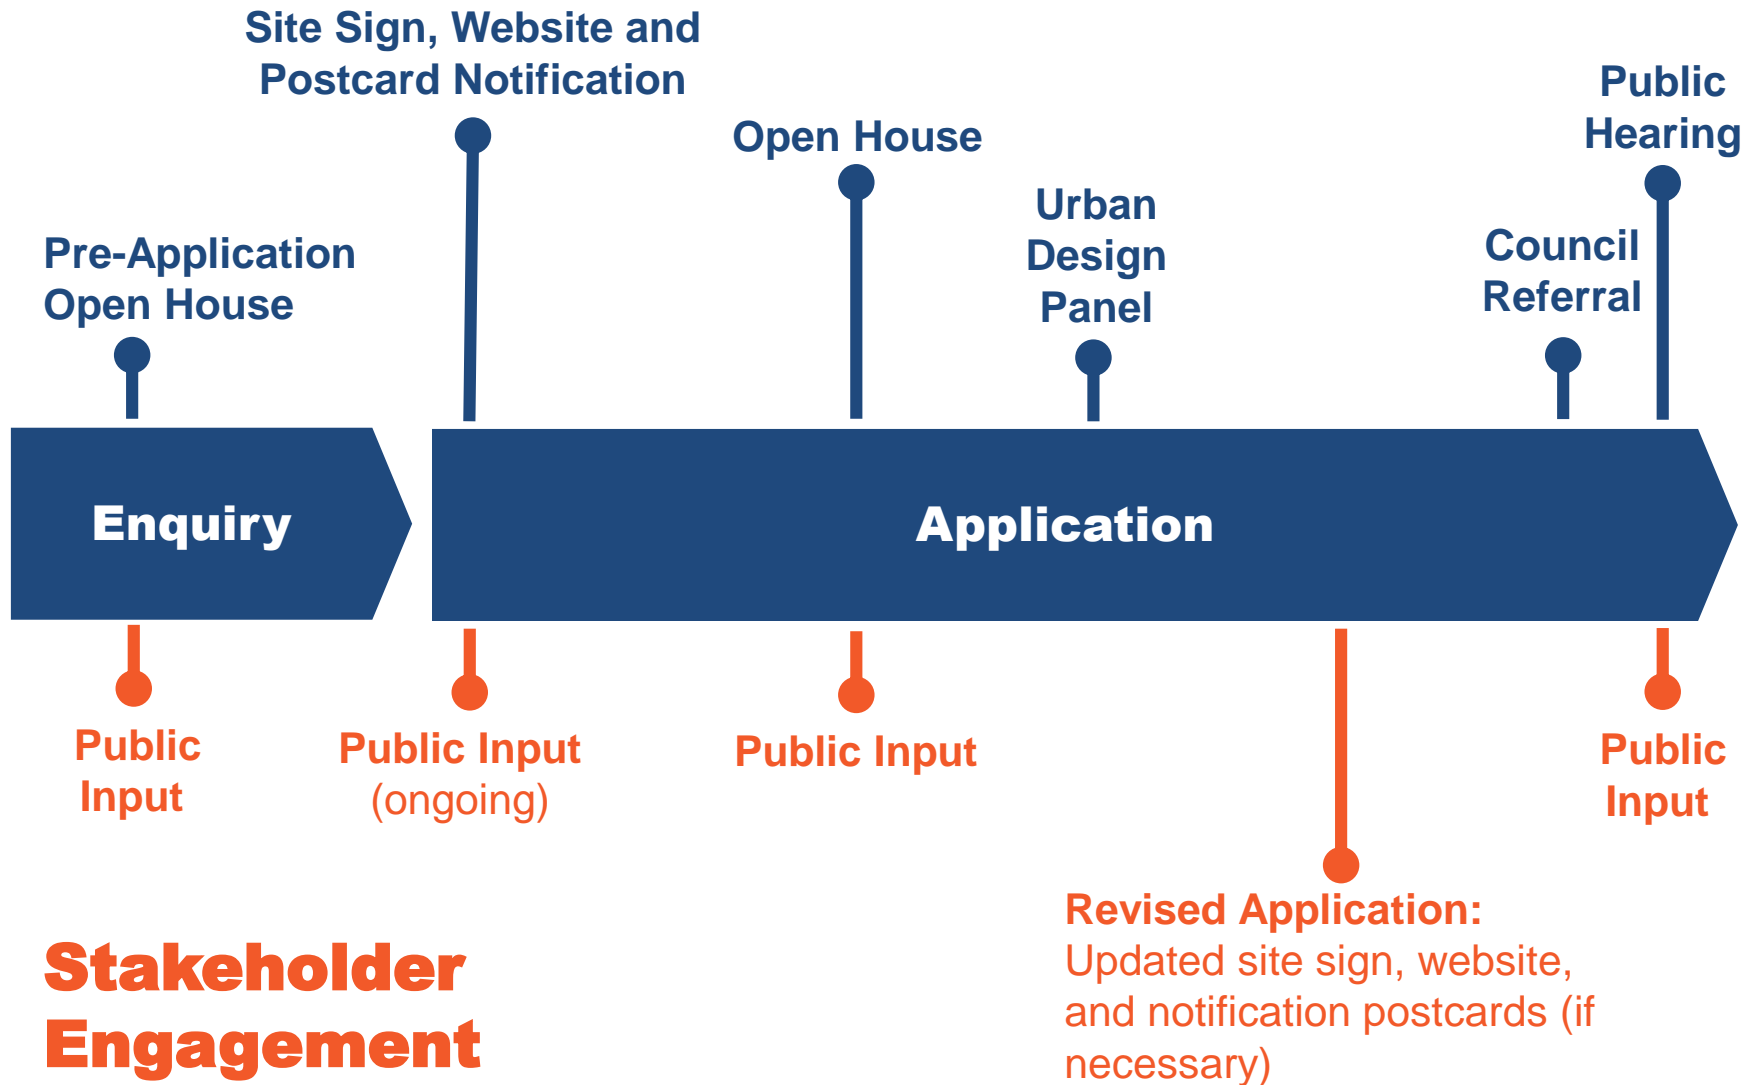 Site Sign, Website and
Postcard Notification
Public
Hearing
Open House
Urban
Design
Panel
Pre-Application
Open House
Council
Referral
Enquiry
Application
Public
Input
Public Input
(ongoing)
Public Input
Public
Input
Revised Application:
Updated site sign, website,
and notification postcards (if
necessary)
Stakeholder
Engagement